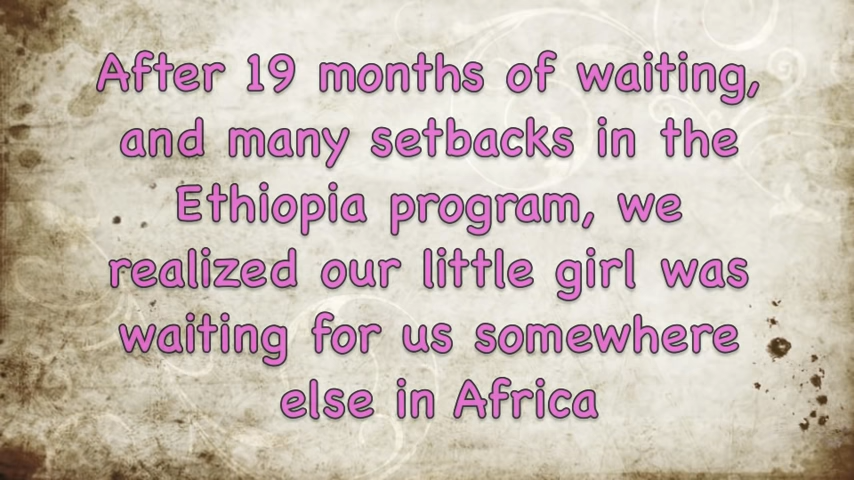 After 19 months of waiting,
and many setbacks in the
Ethiopia program, we
realized our little girl was
waiting for us somewhere
else in Africa